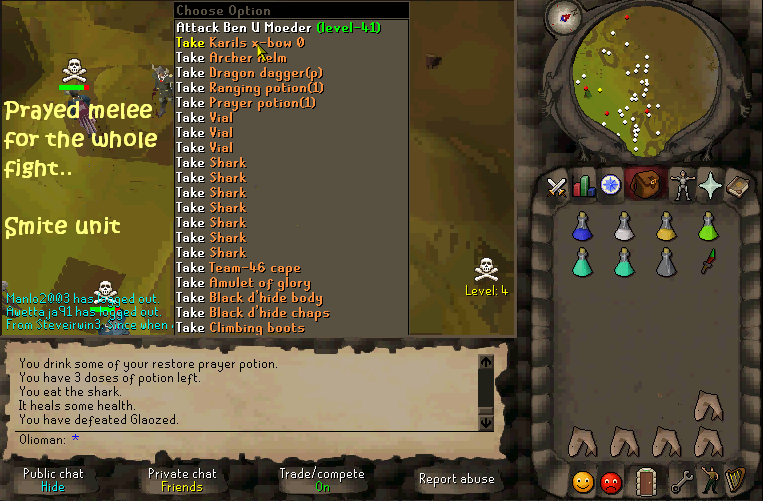 Choose Option
Attack Ben U Moeder (level-41)
Take Karils x-bow 0
Take Archer helm
Take Dragon dagger(p)
Take Ranging potion(1)
Take Prayer potion(1)
Take Vial
Take Vial
Take Vial
Take Shark
Take Shark
Take Shark
Take Shark
Take Shark
Take Shark
Take Shark
Take Team-46 cape
Take Amulet of glory
Take Black d'hide body
Take Black d'hide chaps
Take Climbing boots
Prayed melee
for the whole
fight..
Smite unit
Level: 4
Manlo2003 has logged out.
Avettaja91 has logged out.
From Steveirwin3: Since when
You drink some of your restore prayer potion.
You have 3 doses of potion left.
You eat the shark.
It heals some health.
You have defeated Glaozed.
Olioman: *
Public chat
Hide
Private chat
Friends
Trade/compete
On
Report abuse